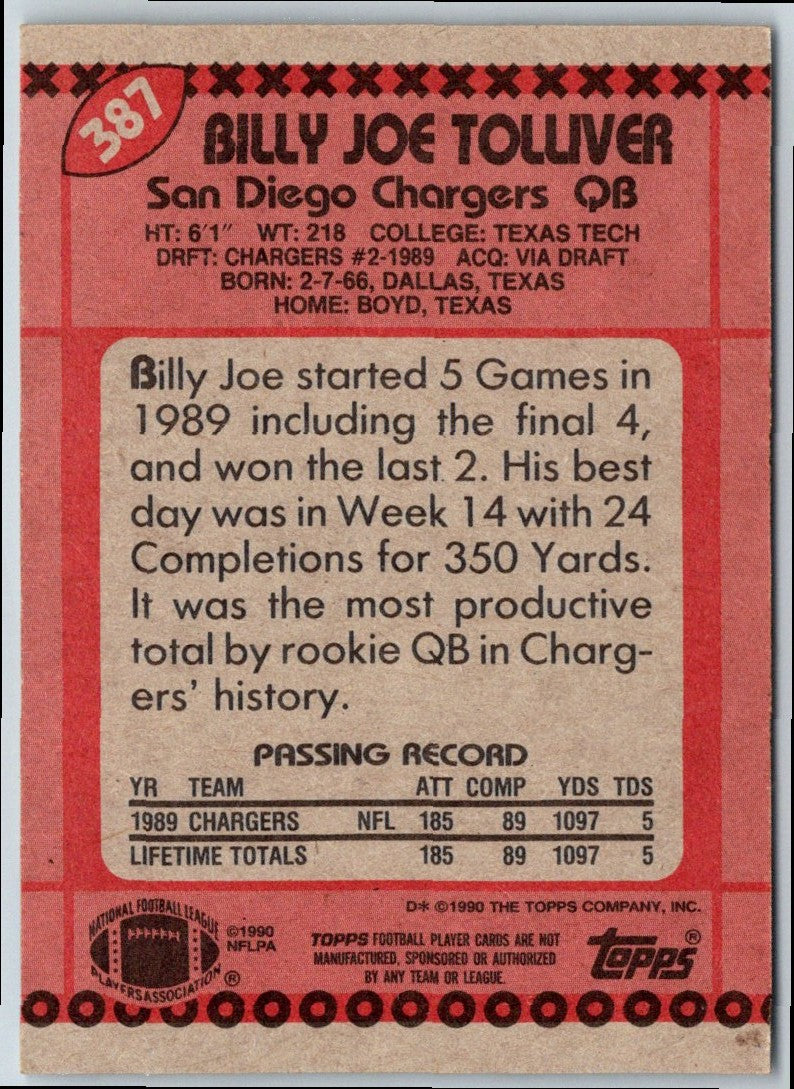 387
BILLY JOE TOLLIVER
San Diego Chargers QB
HT: 6'1" WT: 218 COLLEGE: TEXAS TECH
DRFT: CHARGERS #2-1989 ACQ: VIA DRAFT
BORN: 2-7-66, DALLAS, TEXAS
HOME: BOYD, TEXAS
Billy Joe started 5 Games in
1989 including the final 4,
and won the last 2. His best
day was in Week 14 with 24
Completions for 350 Yards.
It was the most productive
total by rookie QB in Charg-
ers' history.
PASSING RECORD
YR TEAM ATT COMP YDS TDS
1989 CHARGERS NFL 185 89 1097 5
LIFETIME TOTALS 185 89 1097 5
D* ©1990 THE TOPPS COMPANY, INC.
NATIONAL FOOTBALL LEAGUE
PLAYERS ASSOCIATION
®
©1990
NFLPA
TOPPS FOOTBALL PLAYER CARDS ARE NOT
MANUFACTURED, SPONSORED OR AUTHORIZED
BY ANY TEAM OR LEAGUE.
TOPPS®